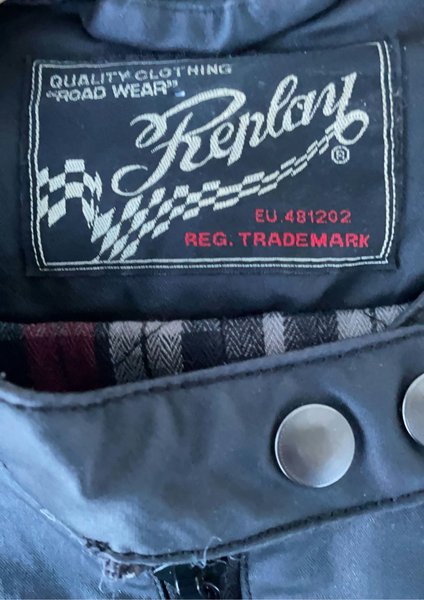 QUALITY CLOTHING
"ROAD WEAR"
Replay
®
EU.481202
REG. TRADEMARK